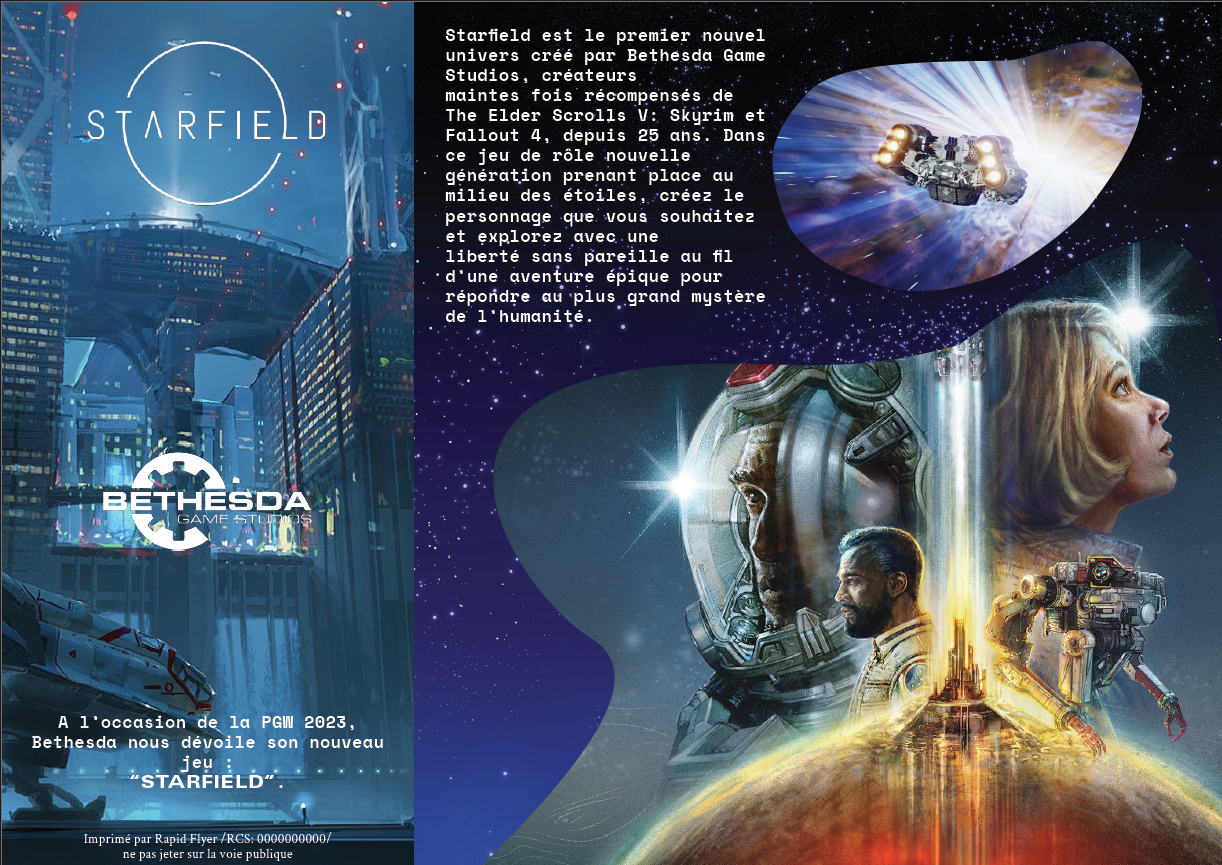 STARFIELD
BETHESDA
GAME STUDIOS
A l'occasion de la PGW 2023,
Bethesda nous dévoile son nouveau
jeu :
“STARFIELD”.
Imprimé par Rapid Flyer /RCS: 0000000000/
ne pas jeter sur la voie publique
Starfield est le premier nouvel
univers créé par Bethesda Game
Studios, créateurs
maintes fois récompensés de
The Elder Scrolls V: Skyrim et
Fallout 4, depuis 25 ans. Dans
ce jeu de rôle nouvelle
génération prenant place au
milieu des étoiles, créez le
personnage que vous souhaitez
et explorez avec une
liberté sans pareille au fil
d'une aventure épique pour
répondre au plus grand mystère
de l'humanité.